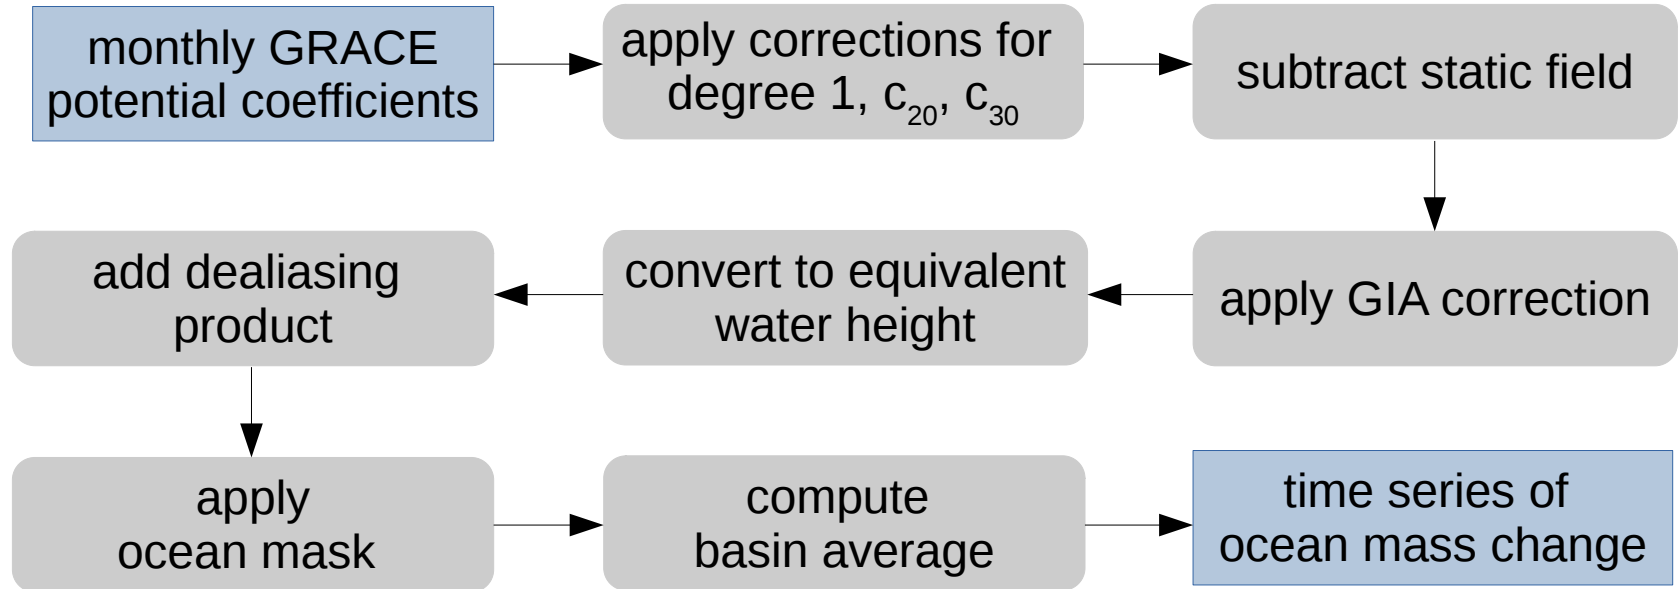 monthly GRACE
potential coefficients
apply corrections for
degree 1, c₂₀, c₃₀
subtract static field
apply GIA correction
convert to equivalent
water height
add dealiasing
product
apply
ocean mask
compute
basin average
time series of
ocean mass change